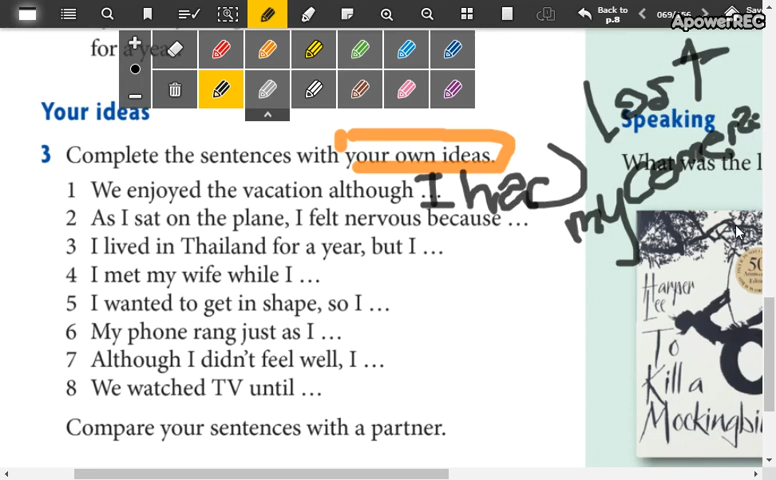 Back to
p.8
069/
Save
ApowerREC
for a year.
Your ideas
3 Complete the sentences with your own ideas.
1 We enjoyed the vacation although …
I had lost
my camera
2 As I sat on the plane, I felt nervous because …
3 I lived in Thailand for a year, but I …
4 I met my wife while I …
5 I wanted to get in shape, so I …
6 My phone rang just as I …
7 Although I didn't feel well, I …
8 We watched TV until …
Compare your sentences with a partner.
Speaking
What was the
50
Harper
Lee
To
Kill a
Mockingbi